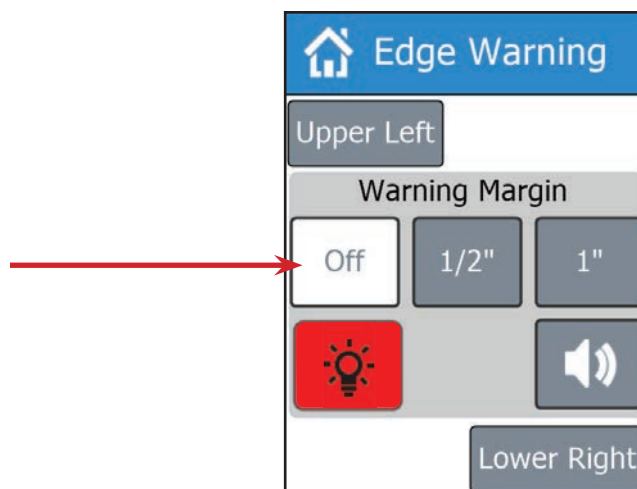 Edge Warning
Upper Left
Warning Margin
Off 1/2" 1"
Lower Right